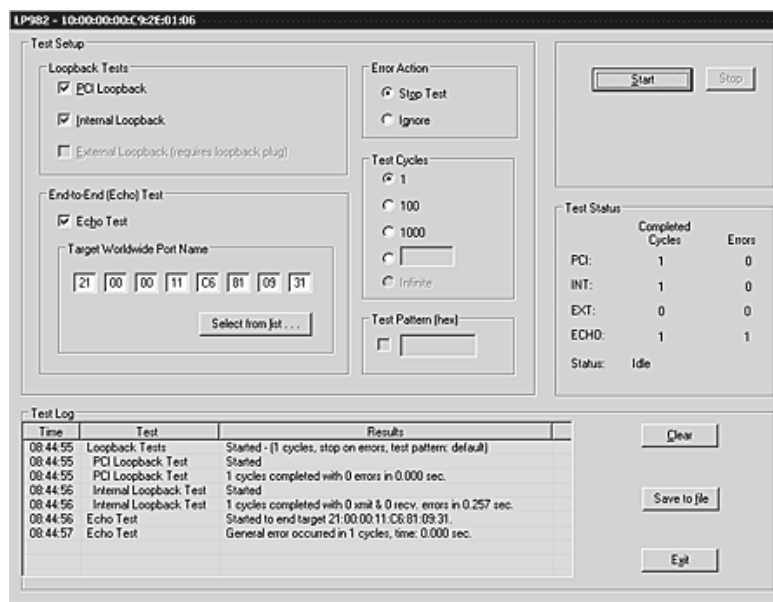 LP982 - 10:00:00:00:C9:2E:01:06
Test Setup
Loopback Tests
PCI Loopback
Internal Loopback
External Loopback (requires loopback plug)
Error Action
Stop Test
Ignore
Start
Stop
Test Cycles
1
100
1000
Infinite
End-to-End (Echo) Test
Echo Test
Target Worldwide Port Name
21 00 00 11 C6 81 09 31
Select from list . . .
Test Pattern (hex)
Test Status
Completed Cycles Errors
PCI: 1 0
INT: 1 0
EXT: 0 0
ECHO: 1 1
Status: Idle
Test Log
Time Test Results
08:44:55 Loopback Tests Started - (1 cycles, stop on errors, test pattern: default)
08:44:55 PCI Loopback Test Started
08:44:55 PCI Loopback Test 1 cycles completed with 0 errors in 0.000 sec.
08:44:56 Internal Loopback Test Started
08:44:56 Internal Loopback Test 1 cycles completed with 0 xmit & 0 recv. errors in 0.257 sec.
08:44:56 Echo Test Started to end target 21:00:00:11:C6:81:09:31.
08:44:57 Echo Test General error occurred in 1 cycles, time: 0.000 sec.
Clear
Save to file
Exit